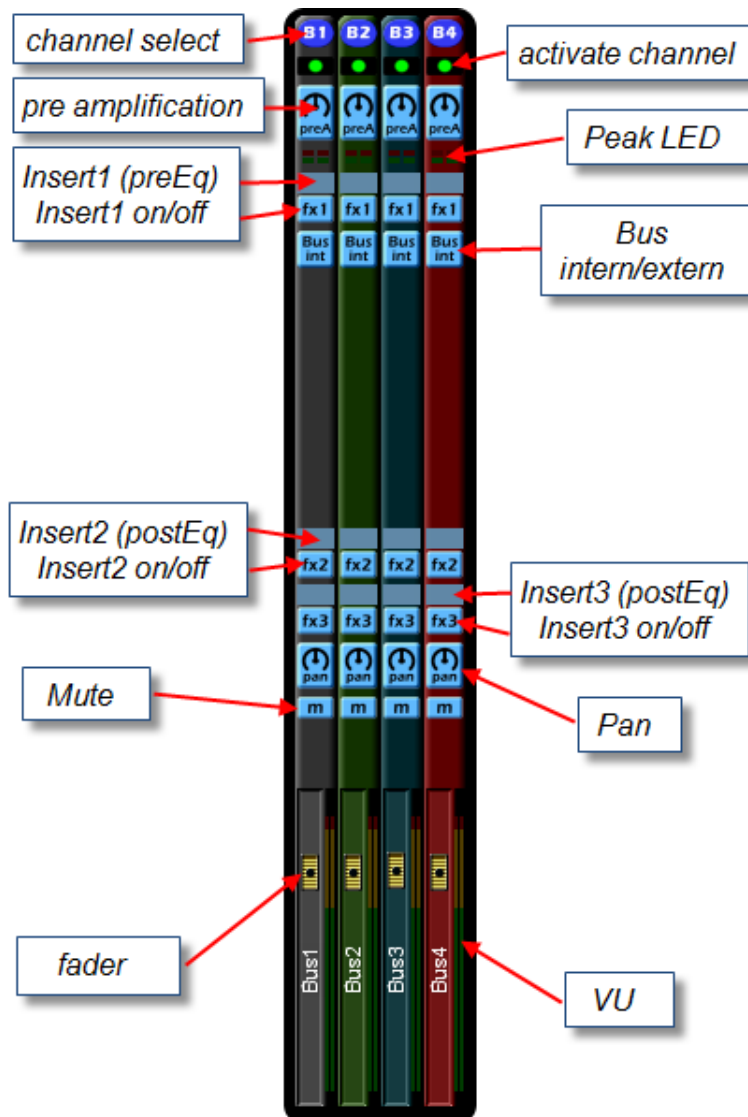 channel select
B1 B2 B3 B4
activate channel
pre amplification
preA preA preA preA
Peak LED
Insert1 (preEq)
Insert1 on/off
fx1 fx1 fx1 fx1
Bus Bus Bus Bus
int int int int
Bus
intern/extern
Insert2 (postEq)
Insert2 on/off
fx2 fx2 fx2 fx2
Insert3 (postEq)
Insert3 on/off
fx3 fx3 fx3 fx3
pan pan pan pan
Mute
m m m m
Pan
fader
Bus1
Bus2
Bus3
Bus4
VU